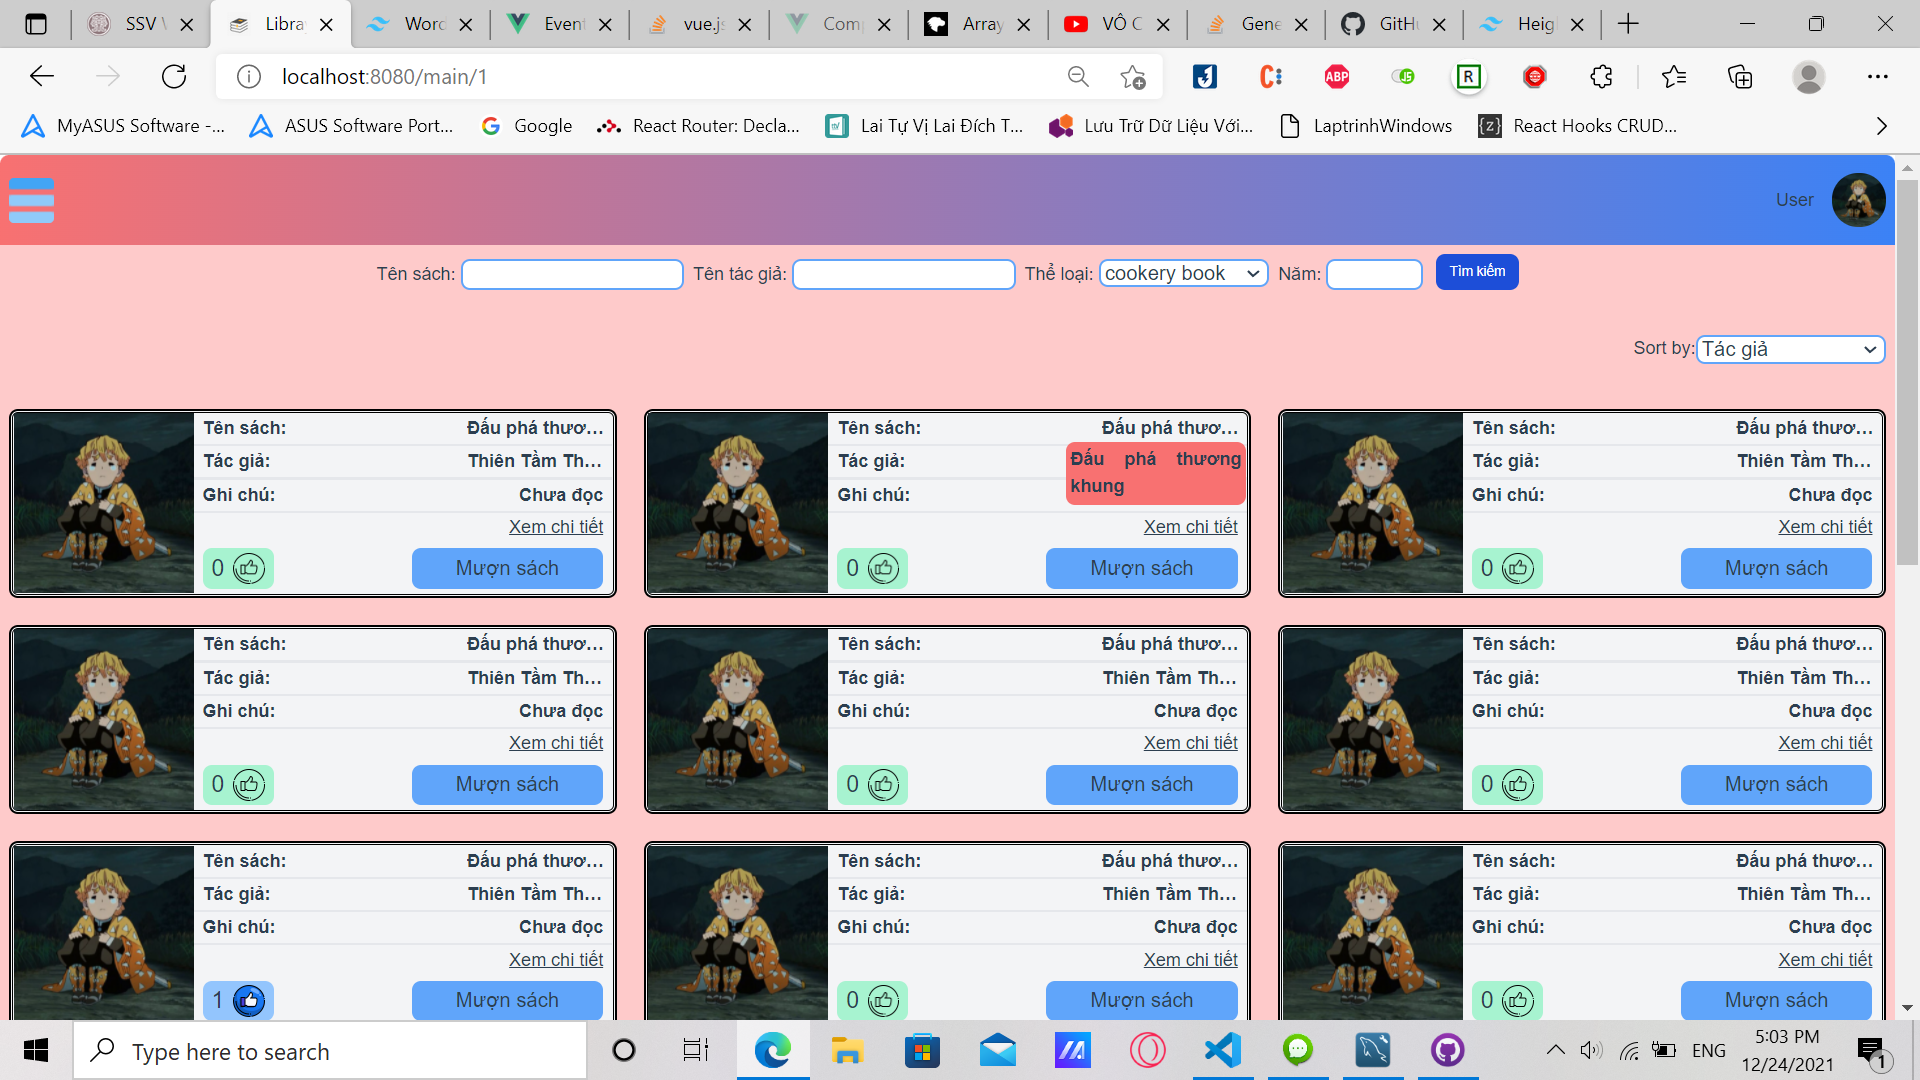 SSV
Libra
Word
Event
vue.js
Comp
Array
VÔ C
Gene
GitHu
Heig
localhost:8080/main/1
MyASUS Software -...
ASUS Software Port...
Google
React Router: Decla...
Lai Tự Vị Lai Đích T...
Lưu Trữ Dữ Liệu Với...
LaptrinhWindows
React Hooks CRUD...
User
Tên sách: Tên tác giả: Thể loại: cookery book Năm: Tìm kiếm
Sort by: Tác giả
Tên sách: Đấu phá thươ...
Tác giả: Thiên Tằm Th...
Ghi chú: Chưa đọc
Xem chi tiết
0 Mượn sách
Tên sách: Đấu phá thươ...
Tác giả:
Đấu phá thương
khung
Ghi chú:
Xem chi tiết
0 Mượn sách
Tên sách: Đấu phá thươ...
Tác giả: Thiên Tằm Th...
Ghi chú: Chưa đọc
Xem chi tiết
0 Mượn sách
Tên sách: Đấu phá thươ...
Tác giả: Thiên Tằm Th...
Ghi chú: Chưa đọc
Xem chi tiết
0 Mượn sách
Tên sách: Đấu phá thươ...
Tác giả: Thiên Tằm Th...
Ghi chú: Chưa đọc
Xem chi tiết
0 Mượn sách
Tên sách: Đấu phá thươ...
Tác giả: Thiên Tằm Th...
Ghi chú: Chưa đọc
Xem chi tiết
0 Mượn sách
Tên sách: Đấu phá thươ...
Tác giả: Thiên Tằm Th...
Ghi chú: Chưa đọc
Xem chi tiết
1 Mượn sách
Tên sách: Đấu phá thươ...
Tác giả: Thiên Tằm Th...
Ghi chú: Chưa đọc
Xem chi tiết
0 Mượn sách
Tên sách: Đấu phá thươ...
Tác giả: Thiên Tằm Th...
Ghi chú: Chưa đọc
Xem chi tiết
0 Mượn sách
Type here to search
ENG
5:03 PM
12/24/2021
1